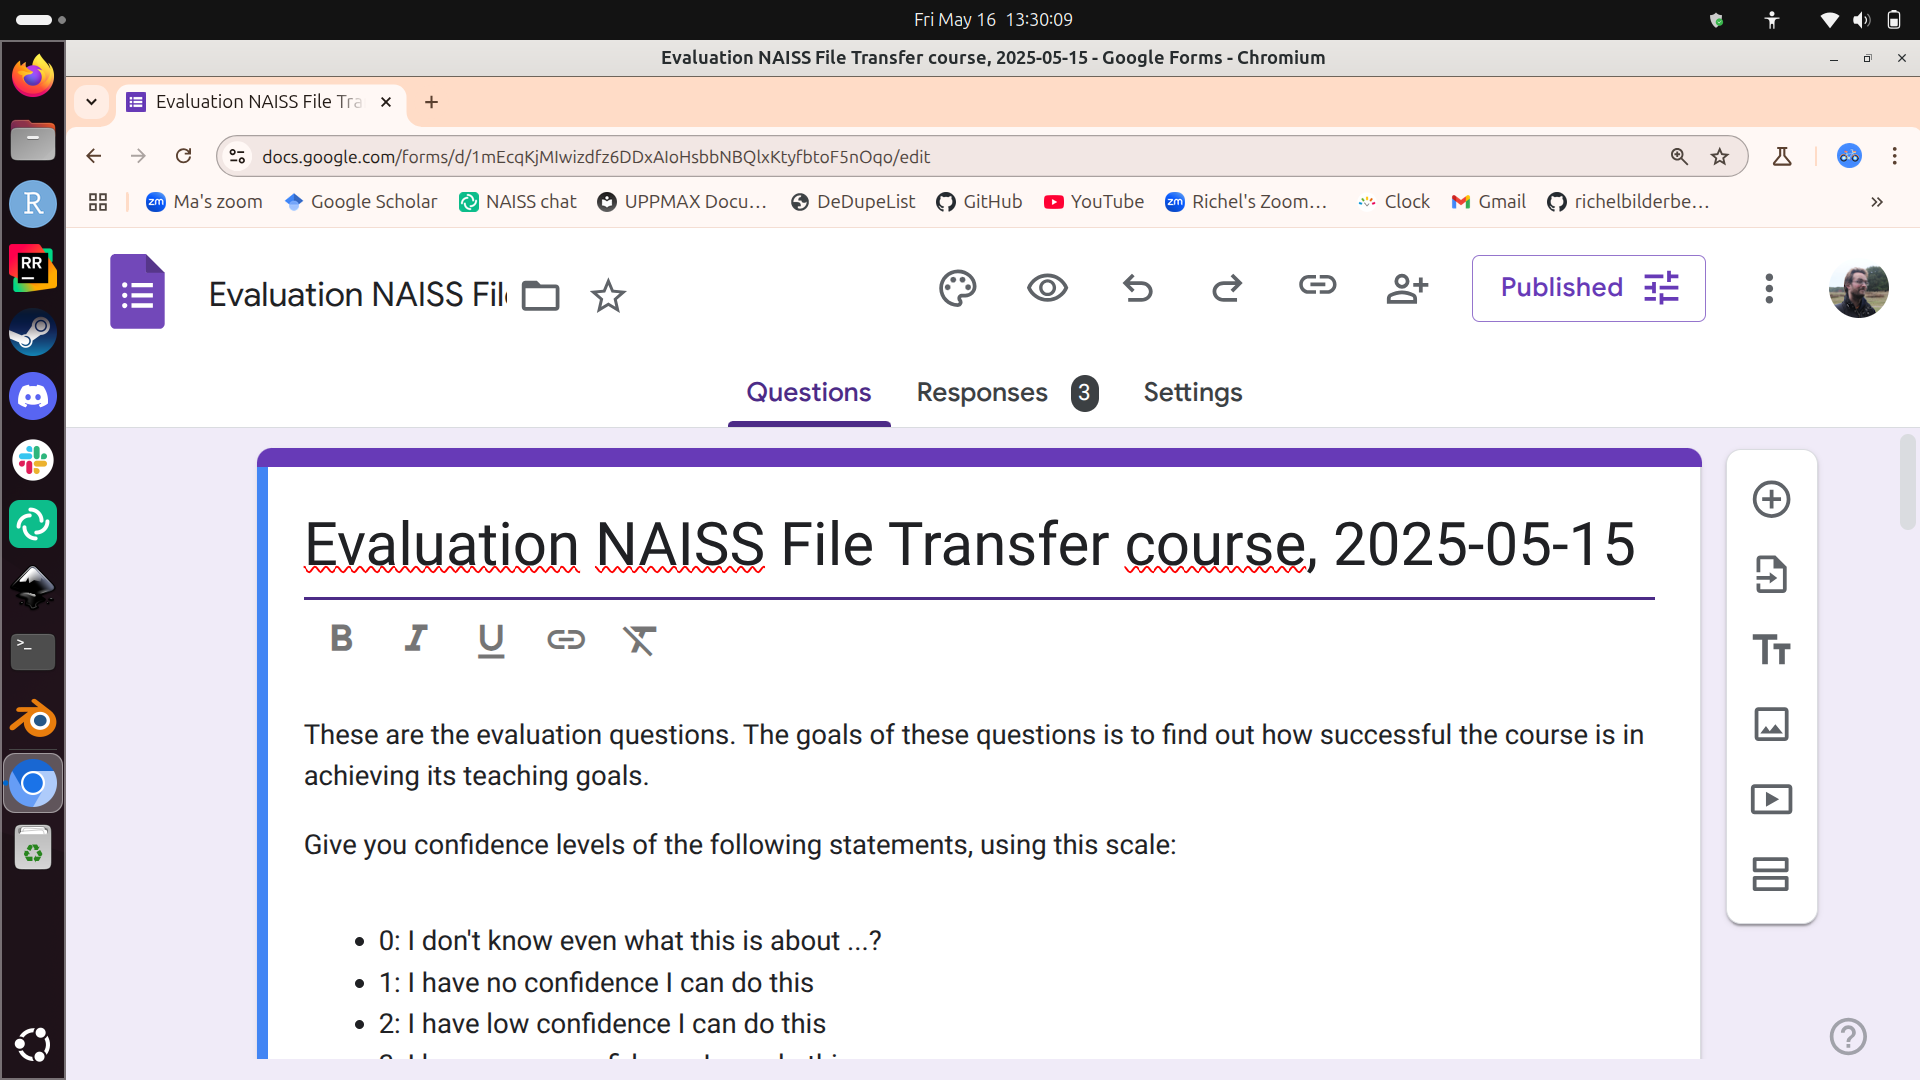 Fri May 16 13:30:09
Evaluation NAISS File Transfer course, 2025-05-15 - Google Forms - Chromium
Evaluation NAISS File Tra
docs.google.com/forms/d/1mEcqKjMIwizdfz6DDxAIoHsbbNBQlxKtyfbtoF5nOqo/edit
zm Ma's zoom Google Scholar NAISS chat UPPMAX Docu... DeDupeList GitHub YouTube zm Richel's Zoom... Clock Gmail richelbilderbe...
R
RR
Evaluation NAISS File
Published
Questions Responses 3 Settings
Evaluation NAISS File Transfer course, 2025-05-15
B I U
These are the evaluation questions. The goals of these questions is to find out how successful the course is in
achieving its teaching goals.
Give you confidence levels of the following statements, using this scale:
• 0: I don't know even what this is about ...?
• 1: I have no confidence I can do this
• 2: I have low confidence I can do this